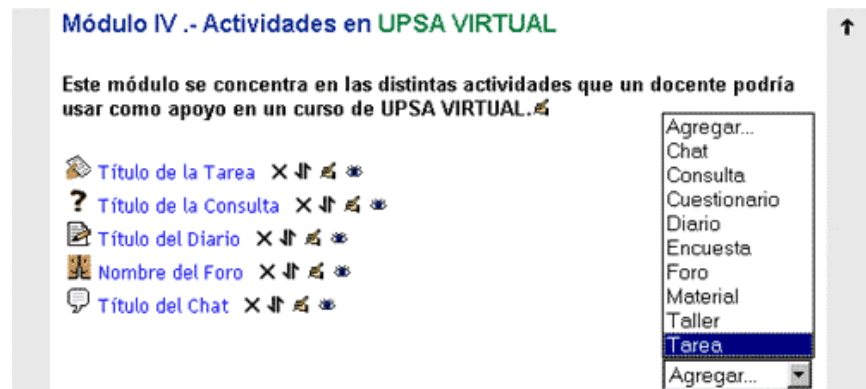 Módulo IV .- Actividades en UPSA VIRTUAL
Este módulo se concentra en las distintas actividades que un docente podría
usar como apoyo en un curso de UPSA VIRTUAL.
Título de la Tarea
Título de la Consulta
Título del Diario
Nombre del Foro
Título del Chat
Agregar...
Chat
Consulta
Cuestionario
Diario
Encuesta
Foro
Material
Taller
Tarea
Agregar...